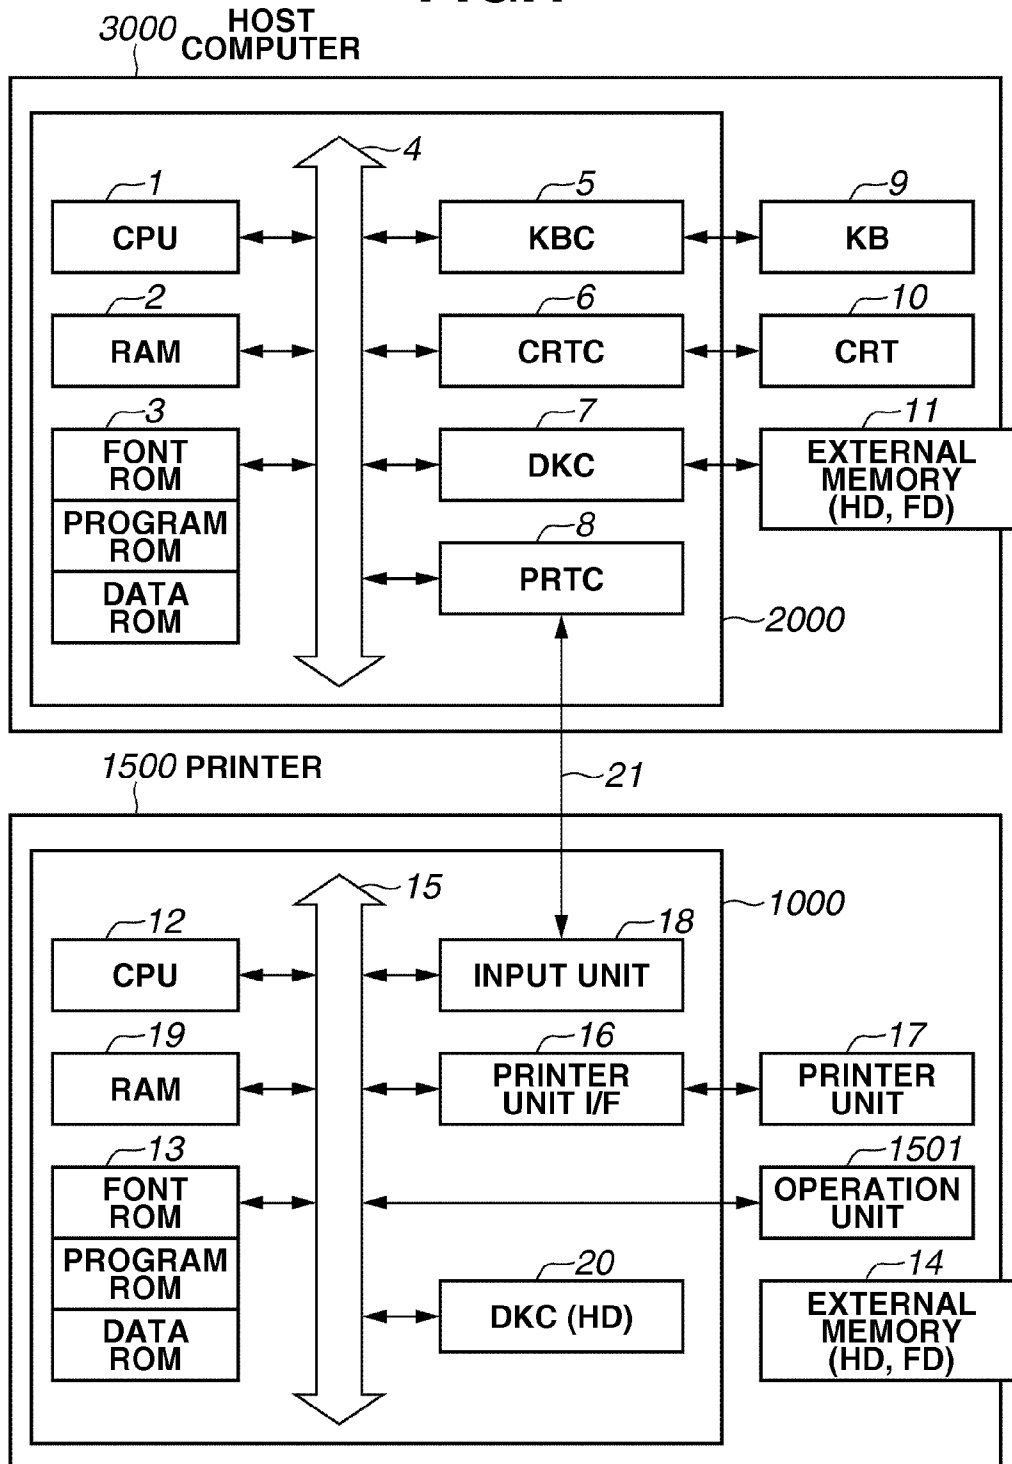 3000 HOST
COMPUTER
4
1
5
9
CPU
KBC
KB
2
6
10
RAM
CRTC
CRT
3
7
11
FONT
ROM
DKC
EXTERNAL
MEMORY
(HD, FD)
PROGRAM
ROM
8
PRTC
DATA
ROM
2000
1500 PRINTER
21
15
1000
12
18
CPU
INPUT UNIT
19
16
17
RAM
PRINTER
UNIT I/F
PRINTER
UNIT
13
1501
FONT
ROM
OPERATION
UNIT
PROGRAM
ROM
20
14
DKC (HD)
EXTERNAL
MEMORY
(HD, FD)
DATA
ROM